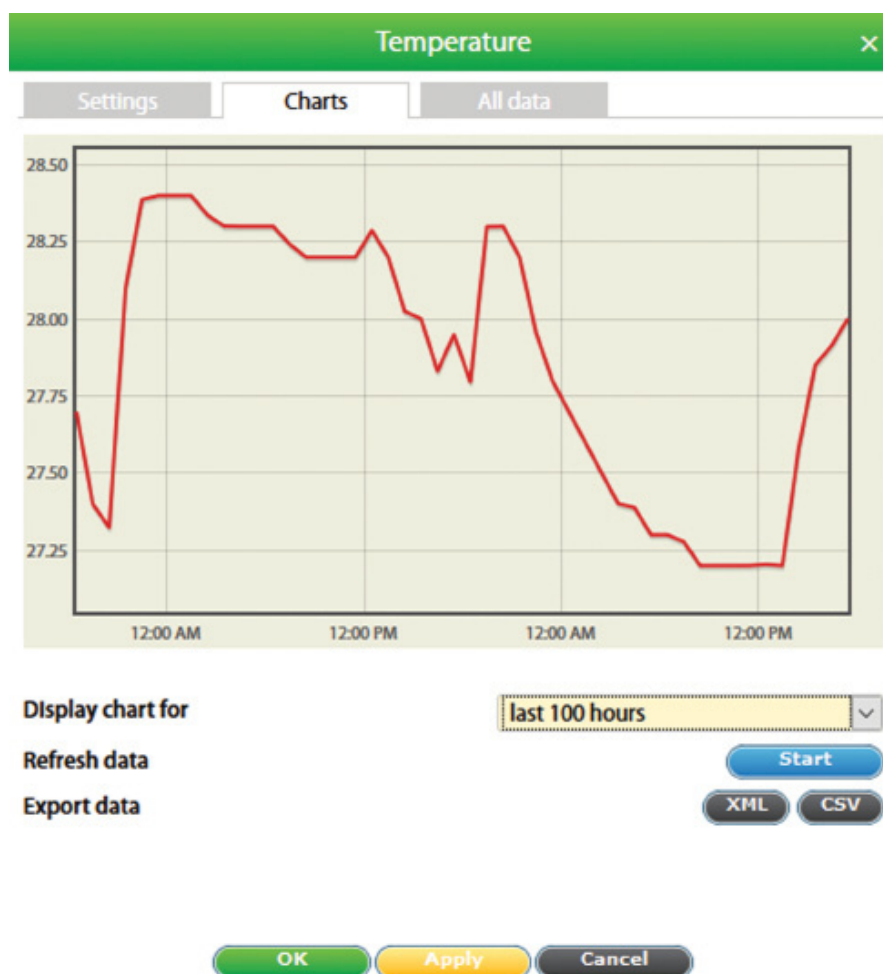 Temperature ×
Settings Charts All data
28.50
28.25
28.00
27.75
27.50
27.25
12:00 AM 12:00 PM 12:00 AM 12:00 PM
DIsplay chart for last 100 hours
Refresh data Start
Export data XML CSV
OK Apply Cancel